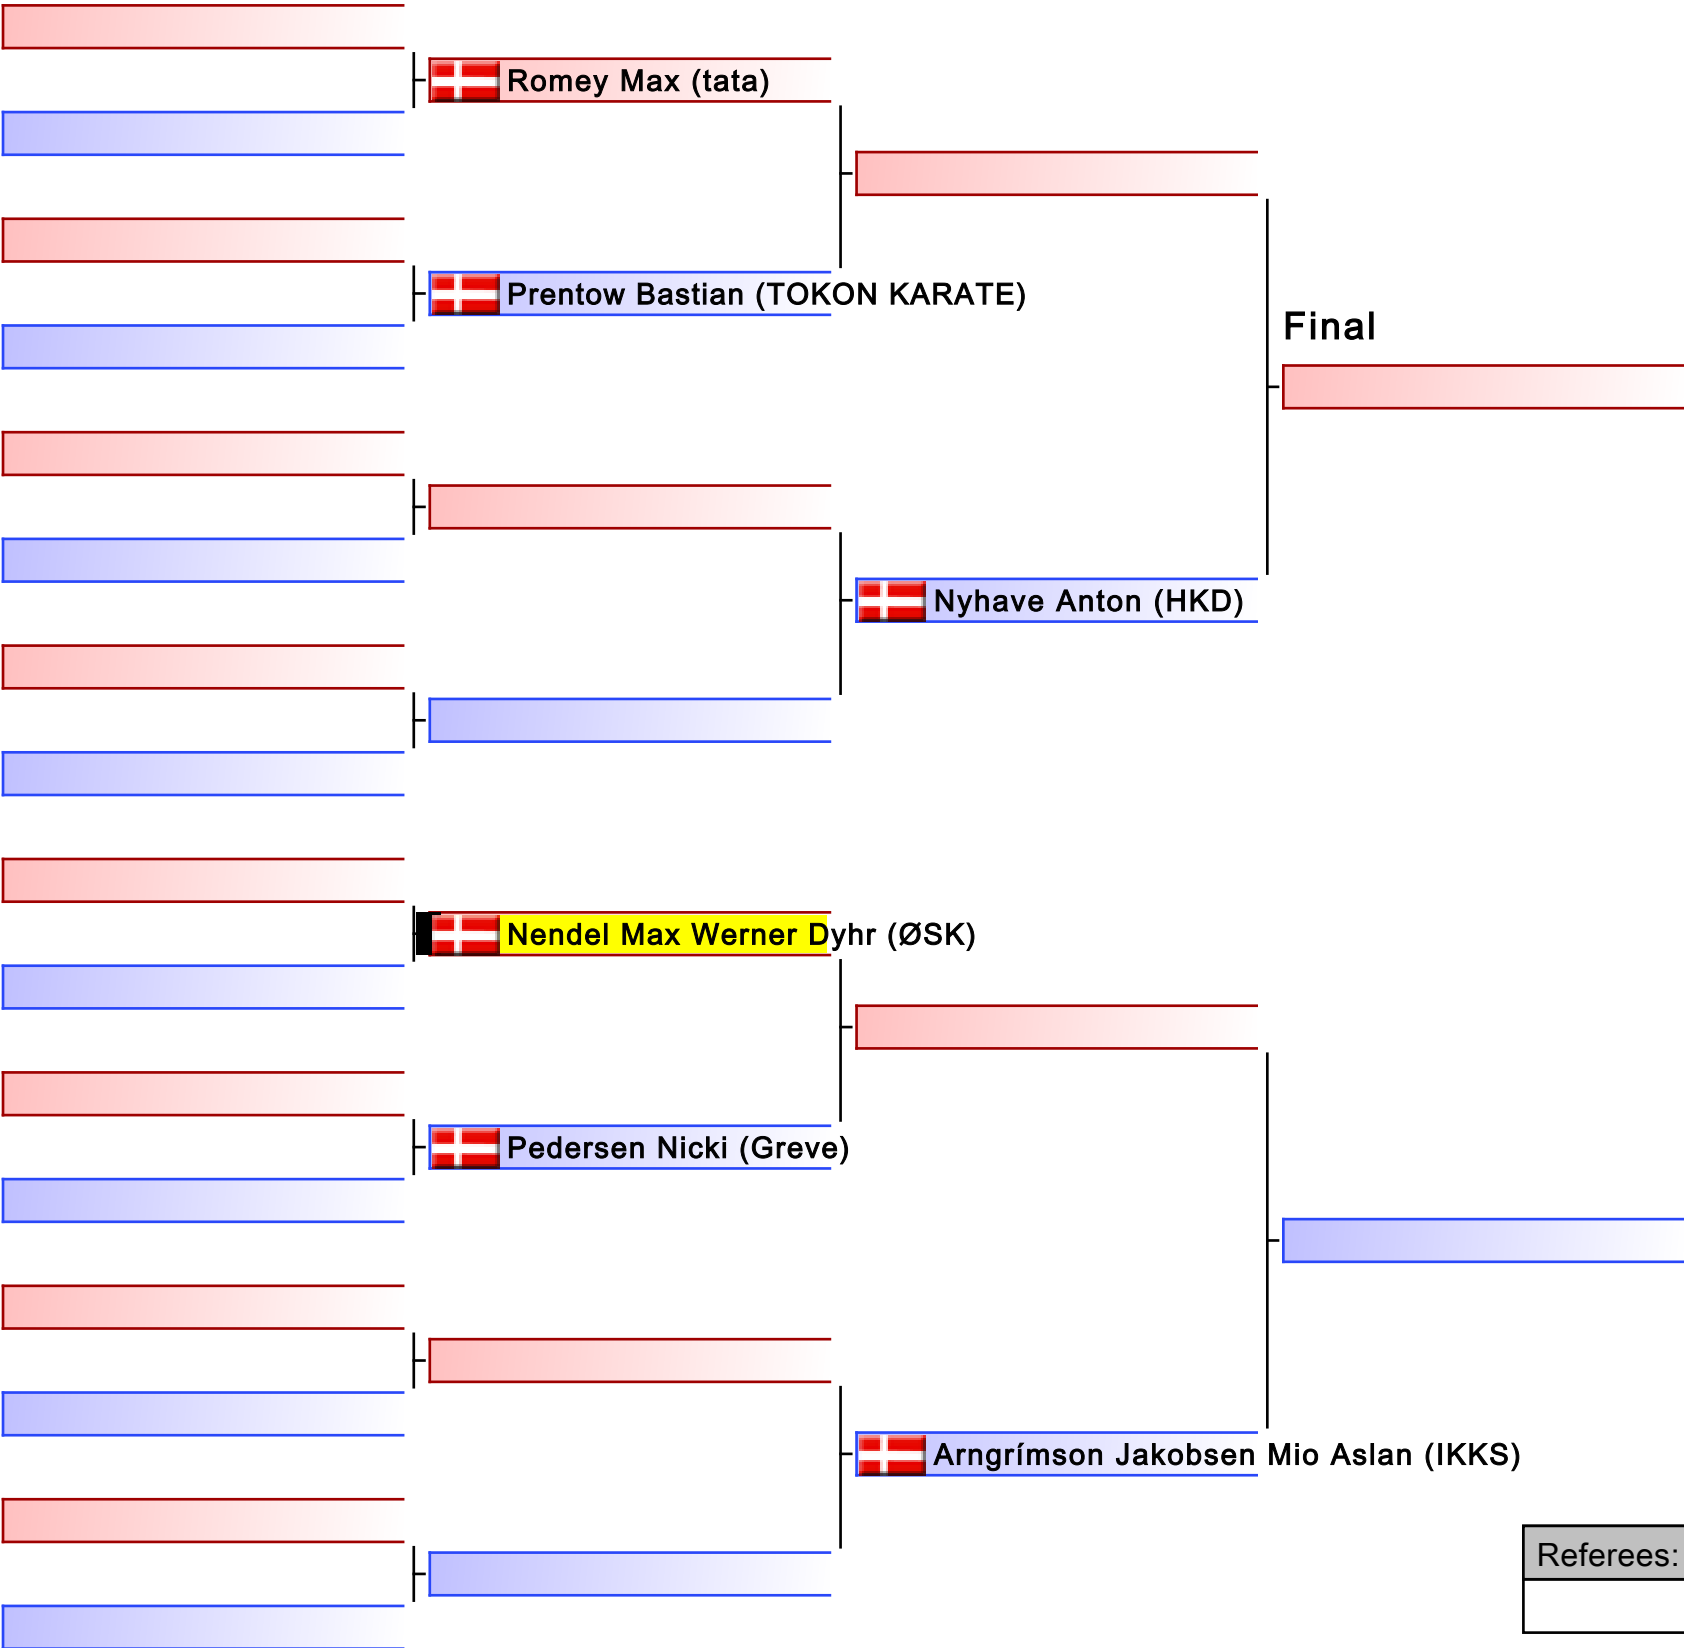 Romey Max (tata)
Prentow Bastian (TOKON KARATE)
Final
Nyhave Anton (HKD)
Nendel Max Werner Dyhr (ØSK)
Pedersen Nicki (Greve)
Arngrímson Jakobsen Mio Aslan (IKKS)
Referees: